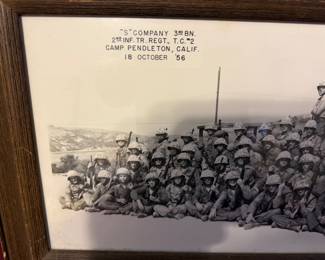 "S" COMPANY 3RD BN.
2ND INF. TR. REGT., T.C. #2
CAMP PENDLETON, CALIF.
18 OCTOBER '56